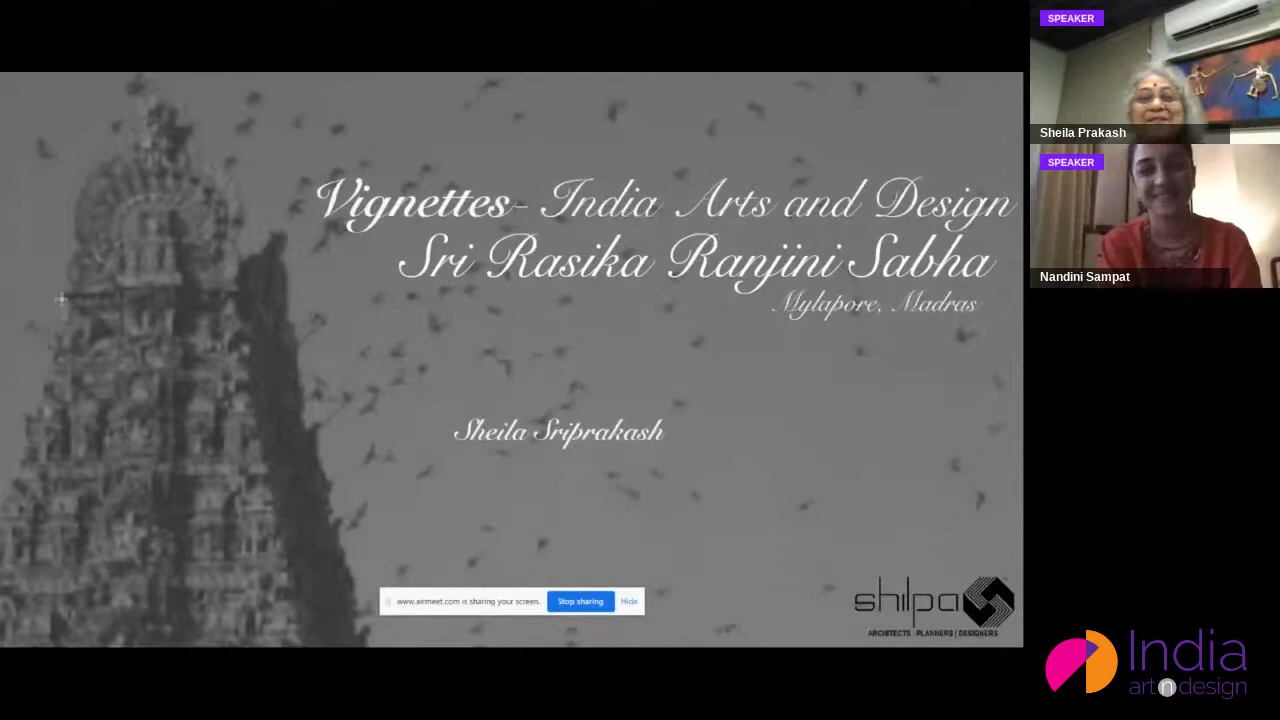 Vignettes- India Arts and Design
Sri Rasika Ranjini Sabha
Mylapore, Madras
Sheila Sriprakash
www.airmeet.com is sharing your screen. Stop sharing Hide
shilpa
ARCHITECTS | PLANNERS | DESIGNERS
SPEAKER
Sheila Prakash
SPEAKER
Nandini Sampat
India
art n design